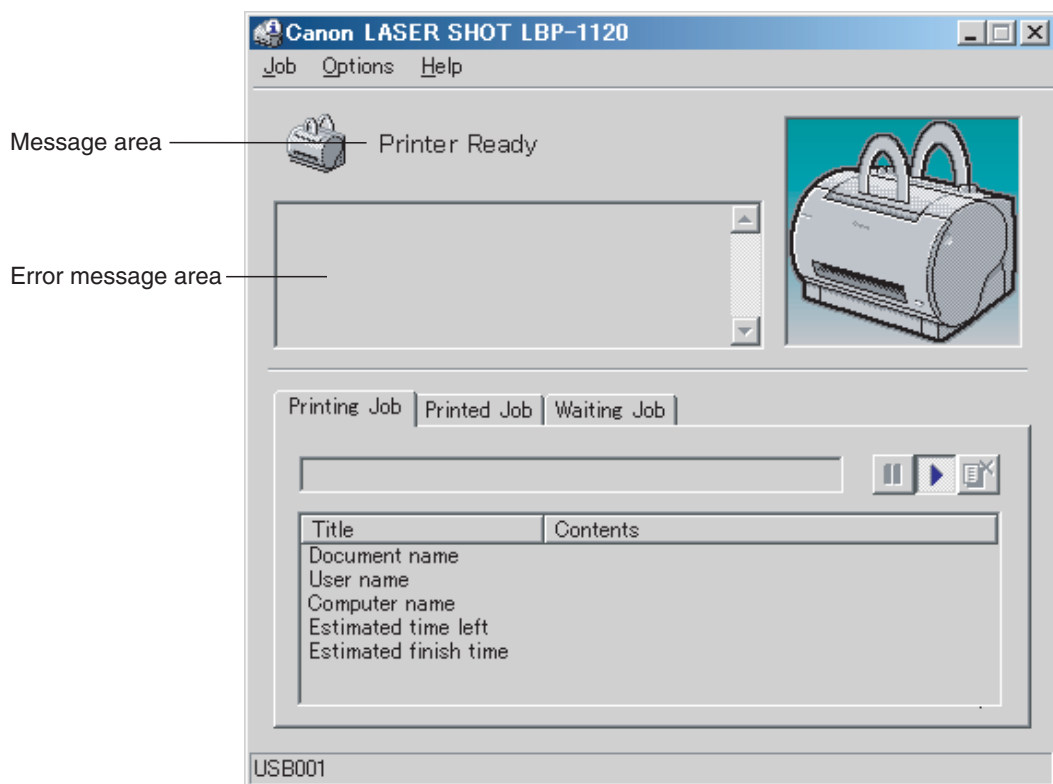 Canon LASER SHOT LBP-1120
Job Options Help
Message area
Printer Ready
Error message area
Printing Job Printed Job Waiting Job
Title Contents
Document name
User name
Computer name
Estimated time left
Estimated finish time
USB001